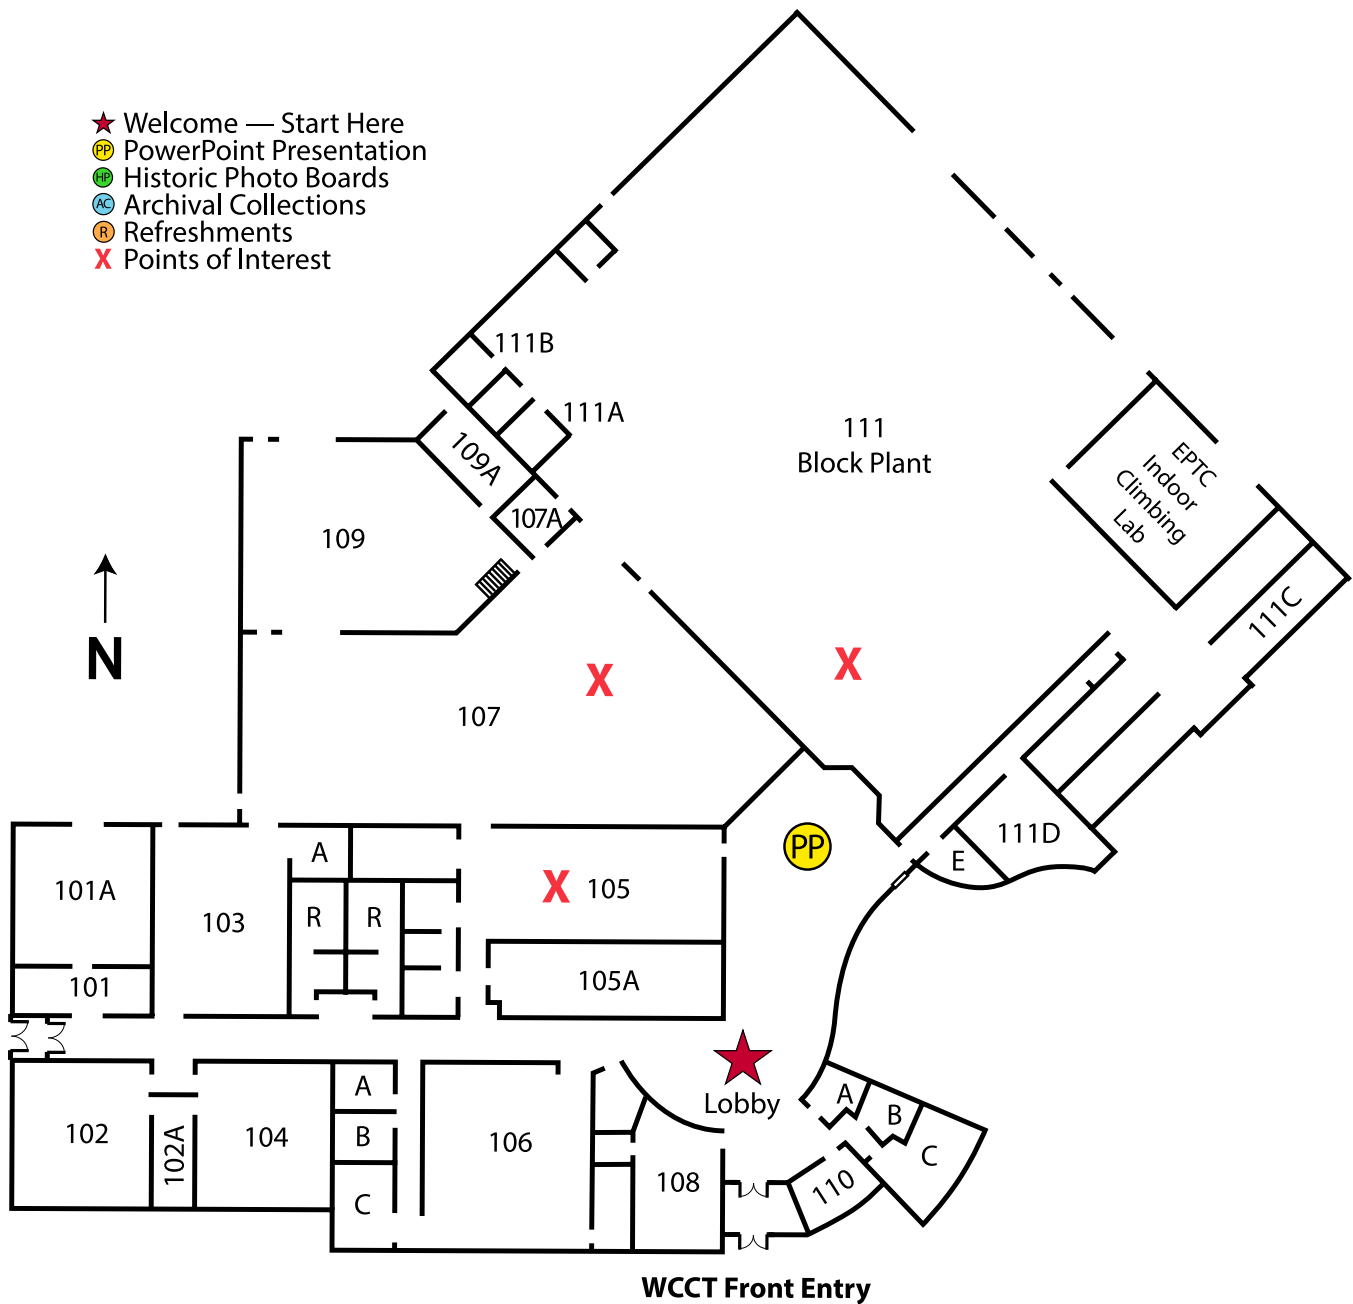 ★ Welcome — Start Here
PP PowerPoint Presentation
HP Historic Photo Boards
AC Archival Collections
R Refreshments
X Points of Interest
111B
111A
111
Block Plant
109A
EPTC
Indoor
Climbing
Lab
107A
109
111C
N
X
X
107
111D
PP
A
E
101A
X 105
R
R
103
105A
101
Lobby
A
A
B
102
104
B
106
C
102A
108
110
C
WCCT Front Entry